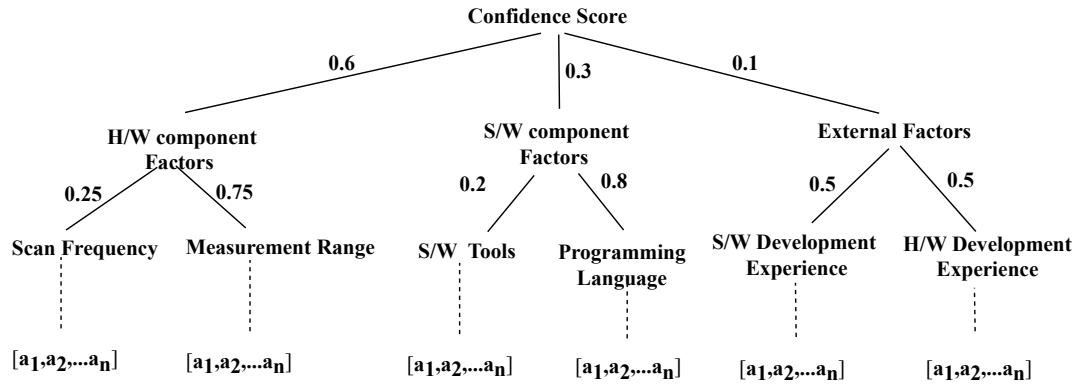 Confidence Score
0.6
0.3
0.1
H/W component
Factors
S/W component
Factors
External Factors
0.25
0.75
0.2
0.8
0.5
0.5
Scan Frequency
Measurement Range
S/W Tools
Programming
Language
S/W Development
Experience
H/W Development
Experience
[a1,a2,...an]
[a1,a2,...an]
[a1,a2,...an]
[a1,a2,...an]
[a1,a2,...an]
[a1,a2,...an]